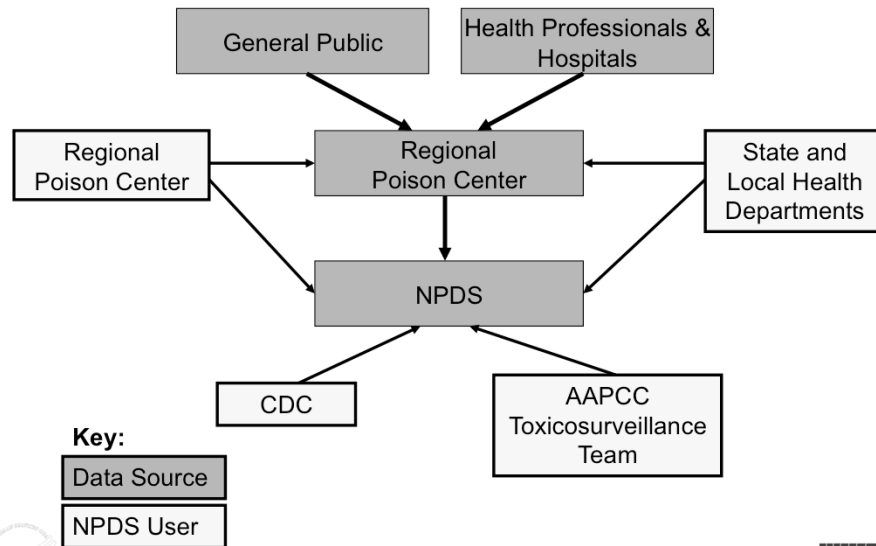 General Public
Health Professionals &
Hospitals
Regional
Poison Center
Regional
Poison Center
State and
Local Health
Departments
NPDS
CDC
AAPCC
Toxicosurveillance
Team
Key:
Data Source
NPDS User